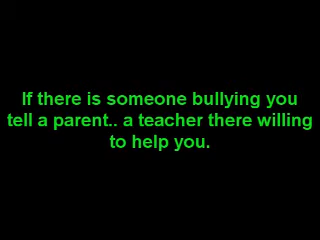 If there is someone bullying you
tell a parent.. a teacher there willing
to help you.